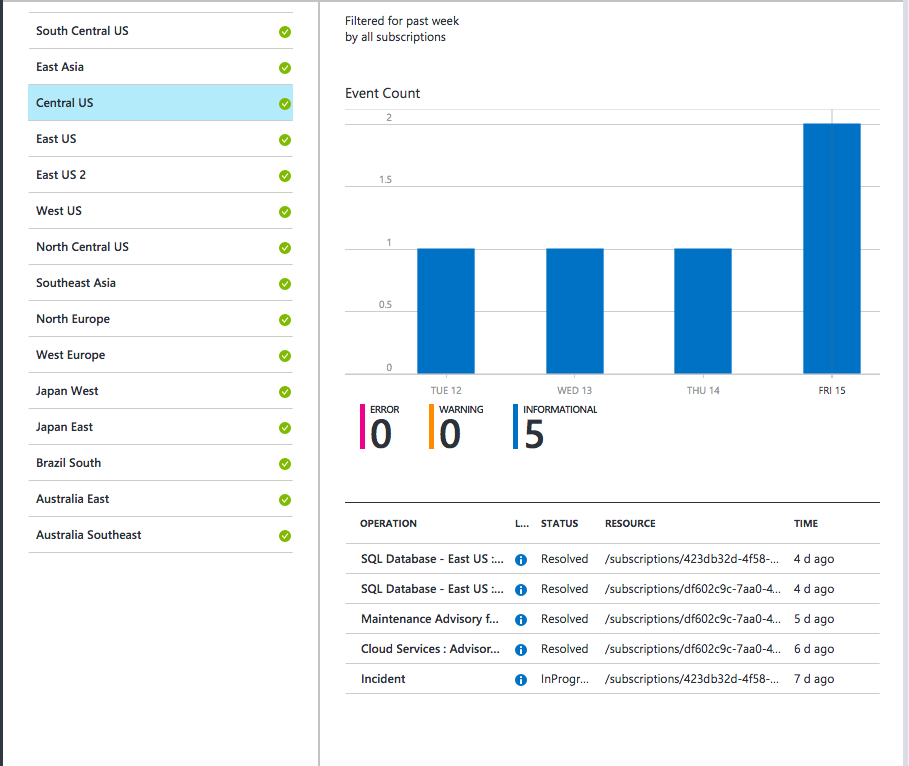 South Central US
East Asia
Central US
East US
East US 2
West US
North Central US
Southeast Asia
North Europe
West Europe
Japan West
Japan East
Brazil South
Australia East
Australia Southeast
Filtered for past week
by all subscriptions
Event Count
2
1.5
1
0.5
0
TUE 12 WED 13 THU 14 FRI 15
ERROR WARNING INFORMATIONAL
0 0 5
OPERATION L... STATUS RESOURCE TIME
SQL Database - East US :... Resolved /subscriptions/423db32d-4f58-... 4 d ago
SQL Database - East US :... Resolved /subscriptions/df602c9c-7aa0-4... 4 d ago
Maintenance Advisory f... Resolved /subscriptions/df602c9c-7aa0-4... 5 d ago
Cloud Services : Advisor... Resolved /subscriptions/df602c9c-7aa0-4... 6 d ago
Incident InProgr... /subscriptions/423db32d-4f58-... 7 d ago